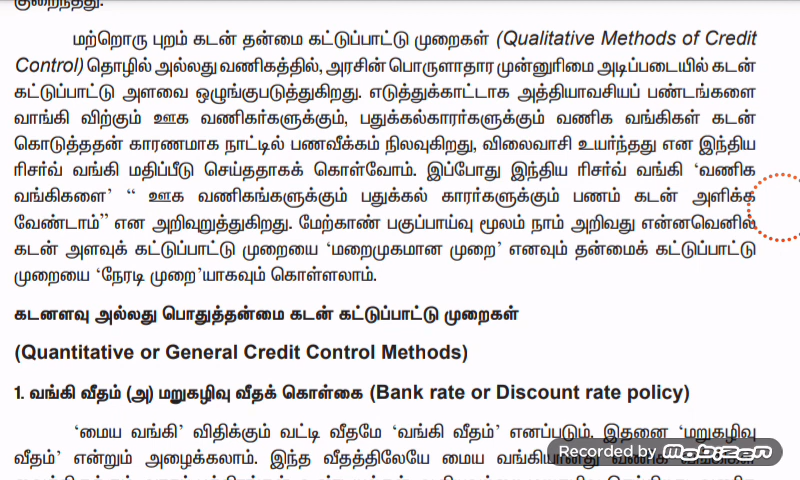 குறைந்தது.
மற்றொரு புறம் கடன் தன்மை கட்டுப்பாட்டு முறைகள் (Qualitative Methods of Credit
Control) தொழில் அல்லது வணிகத்தில், அரசின் பொருளாதார முன்னுரிமை அடிப்படையில் கடன்
கட்டுப்பாட்டு அளவை ஒழுங்குபடுத்துகிறது. எடுத்துக்காட்டாக அத்தியாவசியப் பண்டங்களை
வாங்கி விற்கும் ஊக வணிகர்களுக்கும், பதுக்கல்காரர்களுக்கும் வணிக வங்கிகள் கடன்
கொடுத்ததன் காரணமாக நாட்டில் பணவீக்கம் நிலவுகிறது, விலைவாசி உயர்ந்தது என இந்திய
ரிசர்வ் வங்கி மதிப்பீடு செய்ததாகக் கொள்வோம். இப்போது இந்திய ரிசர்வ் வங்கி ‘வணிக
வங்கிகளை’ “ ஊக வணிகங்களுக்கும் பதுக்கல் காரர்களுக்கும் பணம் கடன் அளிக்க
வேண்டாம்” என அறிவுறுத்துகிறது. மேற்காண் பகுப்பாய்வு மூலம் நாம் அறிவது என்னவெனில்
கடன் அளவுக் கட்டுப்பாட்டு முறையை ‘மறைமுகமான முறை’ எனவும் தன்மைக் கட்டுப்பாட்டு
முறையை ‘நேரடி முறை’யாகவும் கொள்ளலாம்.
கடனளவு அல்லது பொதுத்தன்மை கடன் கட்டுப்பாட்டு முறைகள்
(Quantitative or General Credit Control Methods)
1. வங்கி வீதம் (அ) மறுகழிவு வீதக் கொள்கை (Bank rate or Discount rate policy)
‘மைய வங்கி’ விதிக்கும் வட்டி வீதமே ‘வங்கி வீதம்’ எனப்படும். இதனை ‘மறுகழிவு
வீதம்’ என்றும் அழைக்கலாம். இந்த வீதத்திலேயே மைய
Recorded by mobizen